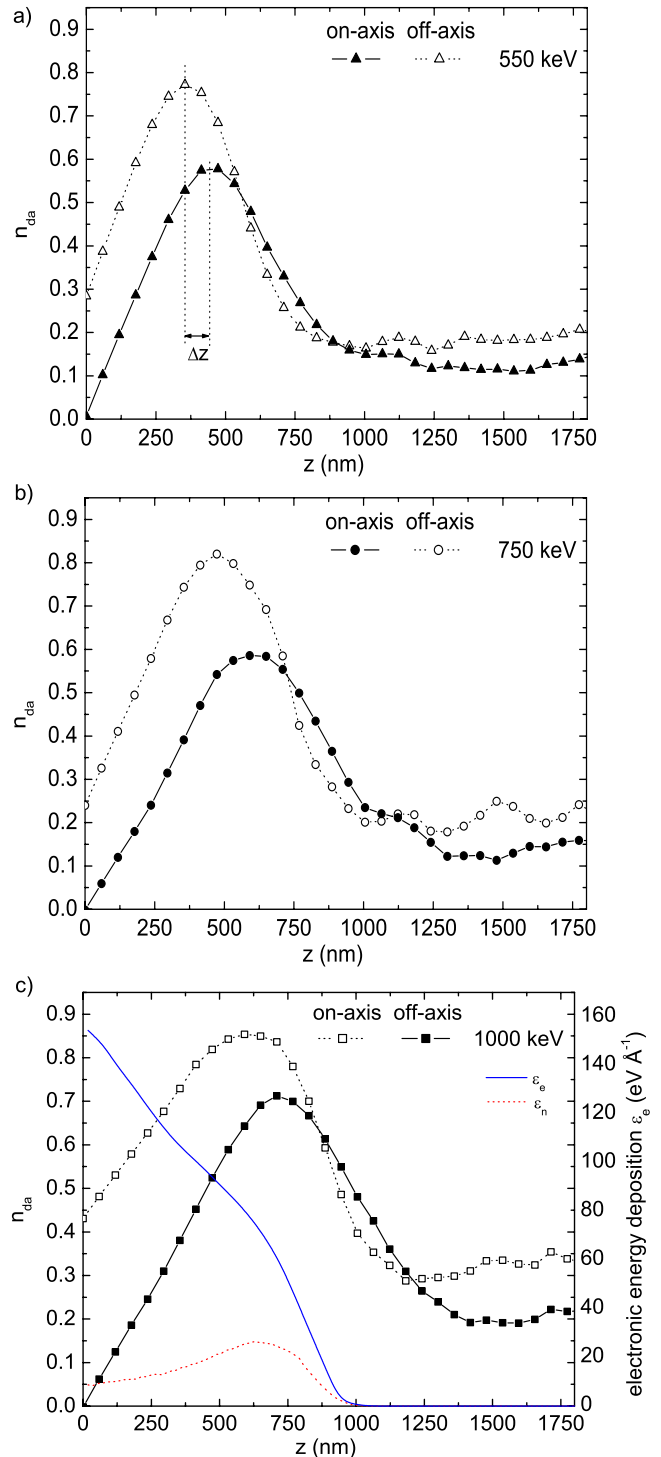 a)
0.9
0.8
0.7
0.6
0.5
0.4
0.3
0.2
0.1
0.0
n_da
on-axis off-axis
550 keV
Δz
0 250 500 750 1000 1250 1500 1750
z (nm)
b)
0.9
0.8
0.7
0.6
0.5
0.4
0.3
0.2
0.1
0.0
n_da
on-axis off-axis
750 keV
0 250 500 750 1000 1250 1500 1750
z (nm)
c)
0.9
0.8
0.7
0.6
0.5
0.4
0.3
0.2
0.1
0.0
n_da
on-axis off-axis
1000 keV
ε_e
ε_n
160
140
120
100
80
60
40
20
0
electronic energy deposition ε_e (eV Å⁻¹)
0 250 500 750 1000 1250 1500 1750
z (nm)